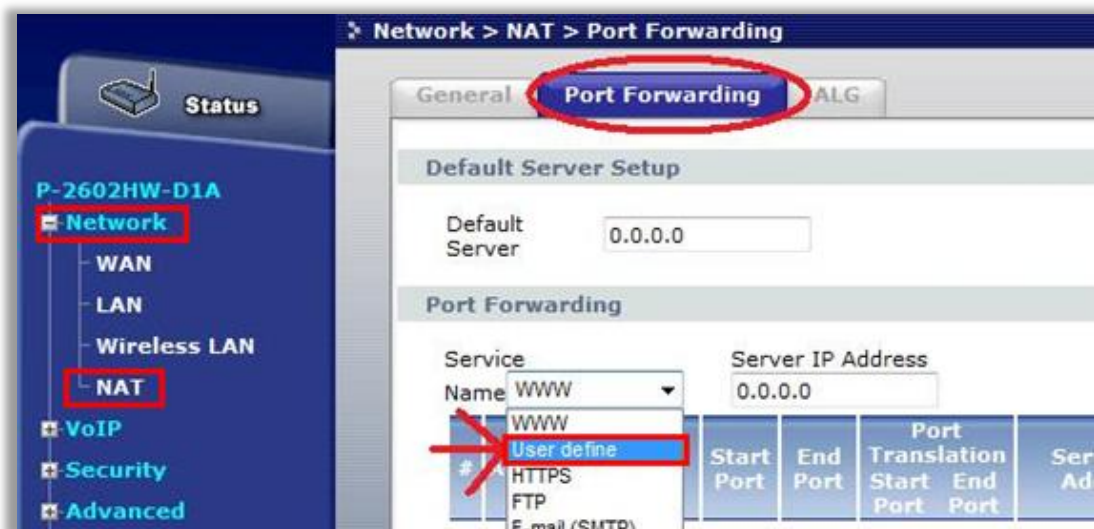 Network > NAT > Port Forwarding
Status
General Port Forwarding ALG
P-2602HW-D1A
Network
WAN
LAN
Wireless LAN
NAT
VoIP
Security
Advanced
Default Server Setup
Default
Server 0.0.0.0
Port Forwarding
Service Server IP Address
Name WWW 0.0.0.0
WWW
User define
HTTPS
FTP
E-mail (SMTP)
#
Start
Port
End
Port
Port
Translation
Start End
Port Port